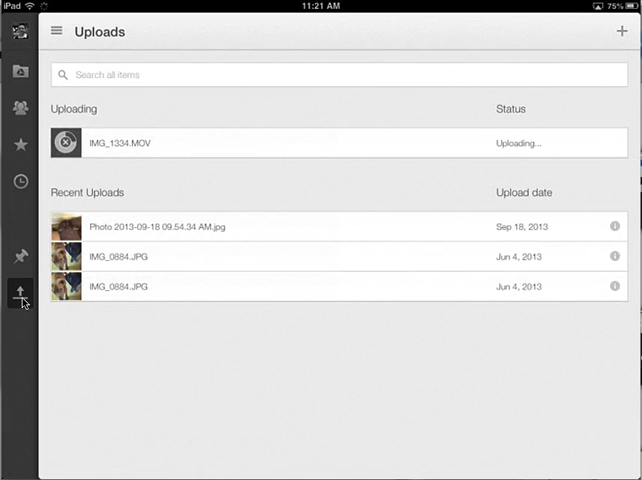 iPad 11:21 AM 75%
Uploads
Search all items
Uploading Status
IMG_1334.MOV Uploading...
Recent Uploads Upload date
Photo 2013-09-18 09.54.34 AM.jpg Sep 18, 2013
IMG_0884.JPG Jun 4, 2013
IMG_0884.JPG Jun 4, 2013